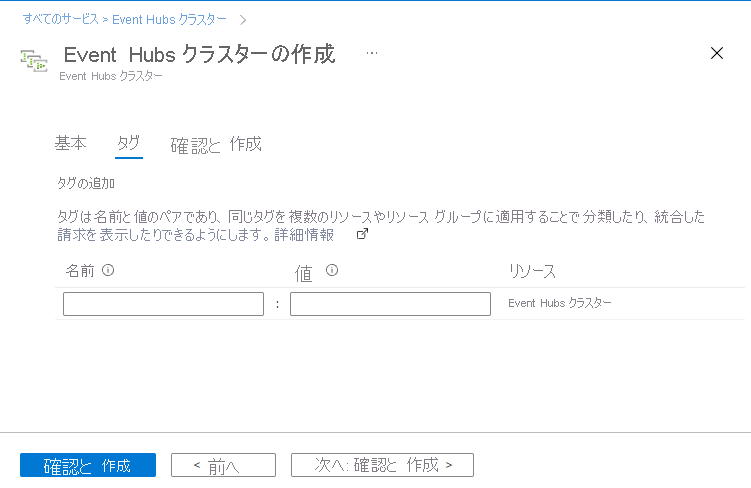 すべてのサービス > Event Hubs クラスター >
Event Hubs クラスターの作成 ...
Event Hubs クラスター
基本 タグ 確認と 作成
タグの追加
タグは名前と値のペアであり、同じタグを複数のリソースやリソース グループに適用することで分類したり、統合した
請求を表示したりできるようにします。詳細情報
名前 値 リソース
: Event Hubs クラスター
確認と 作成 < 前へ 次へ: 確認と 作成 >